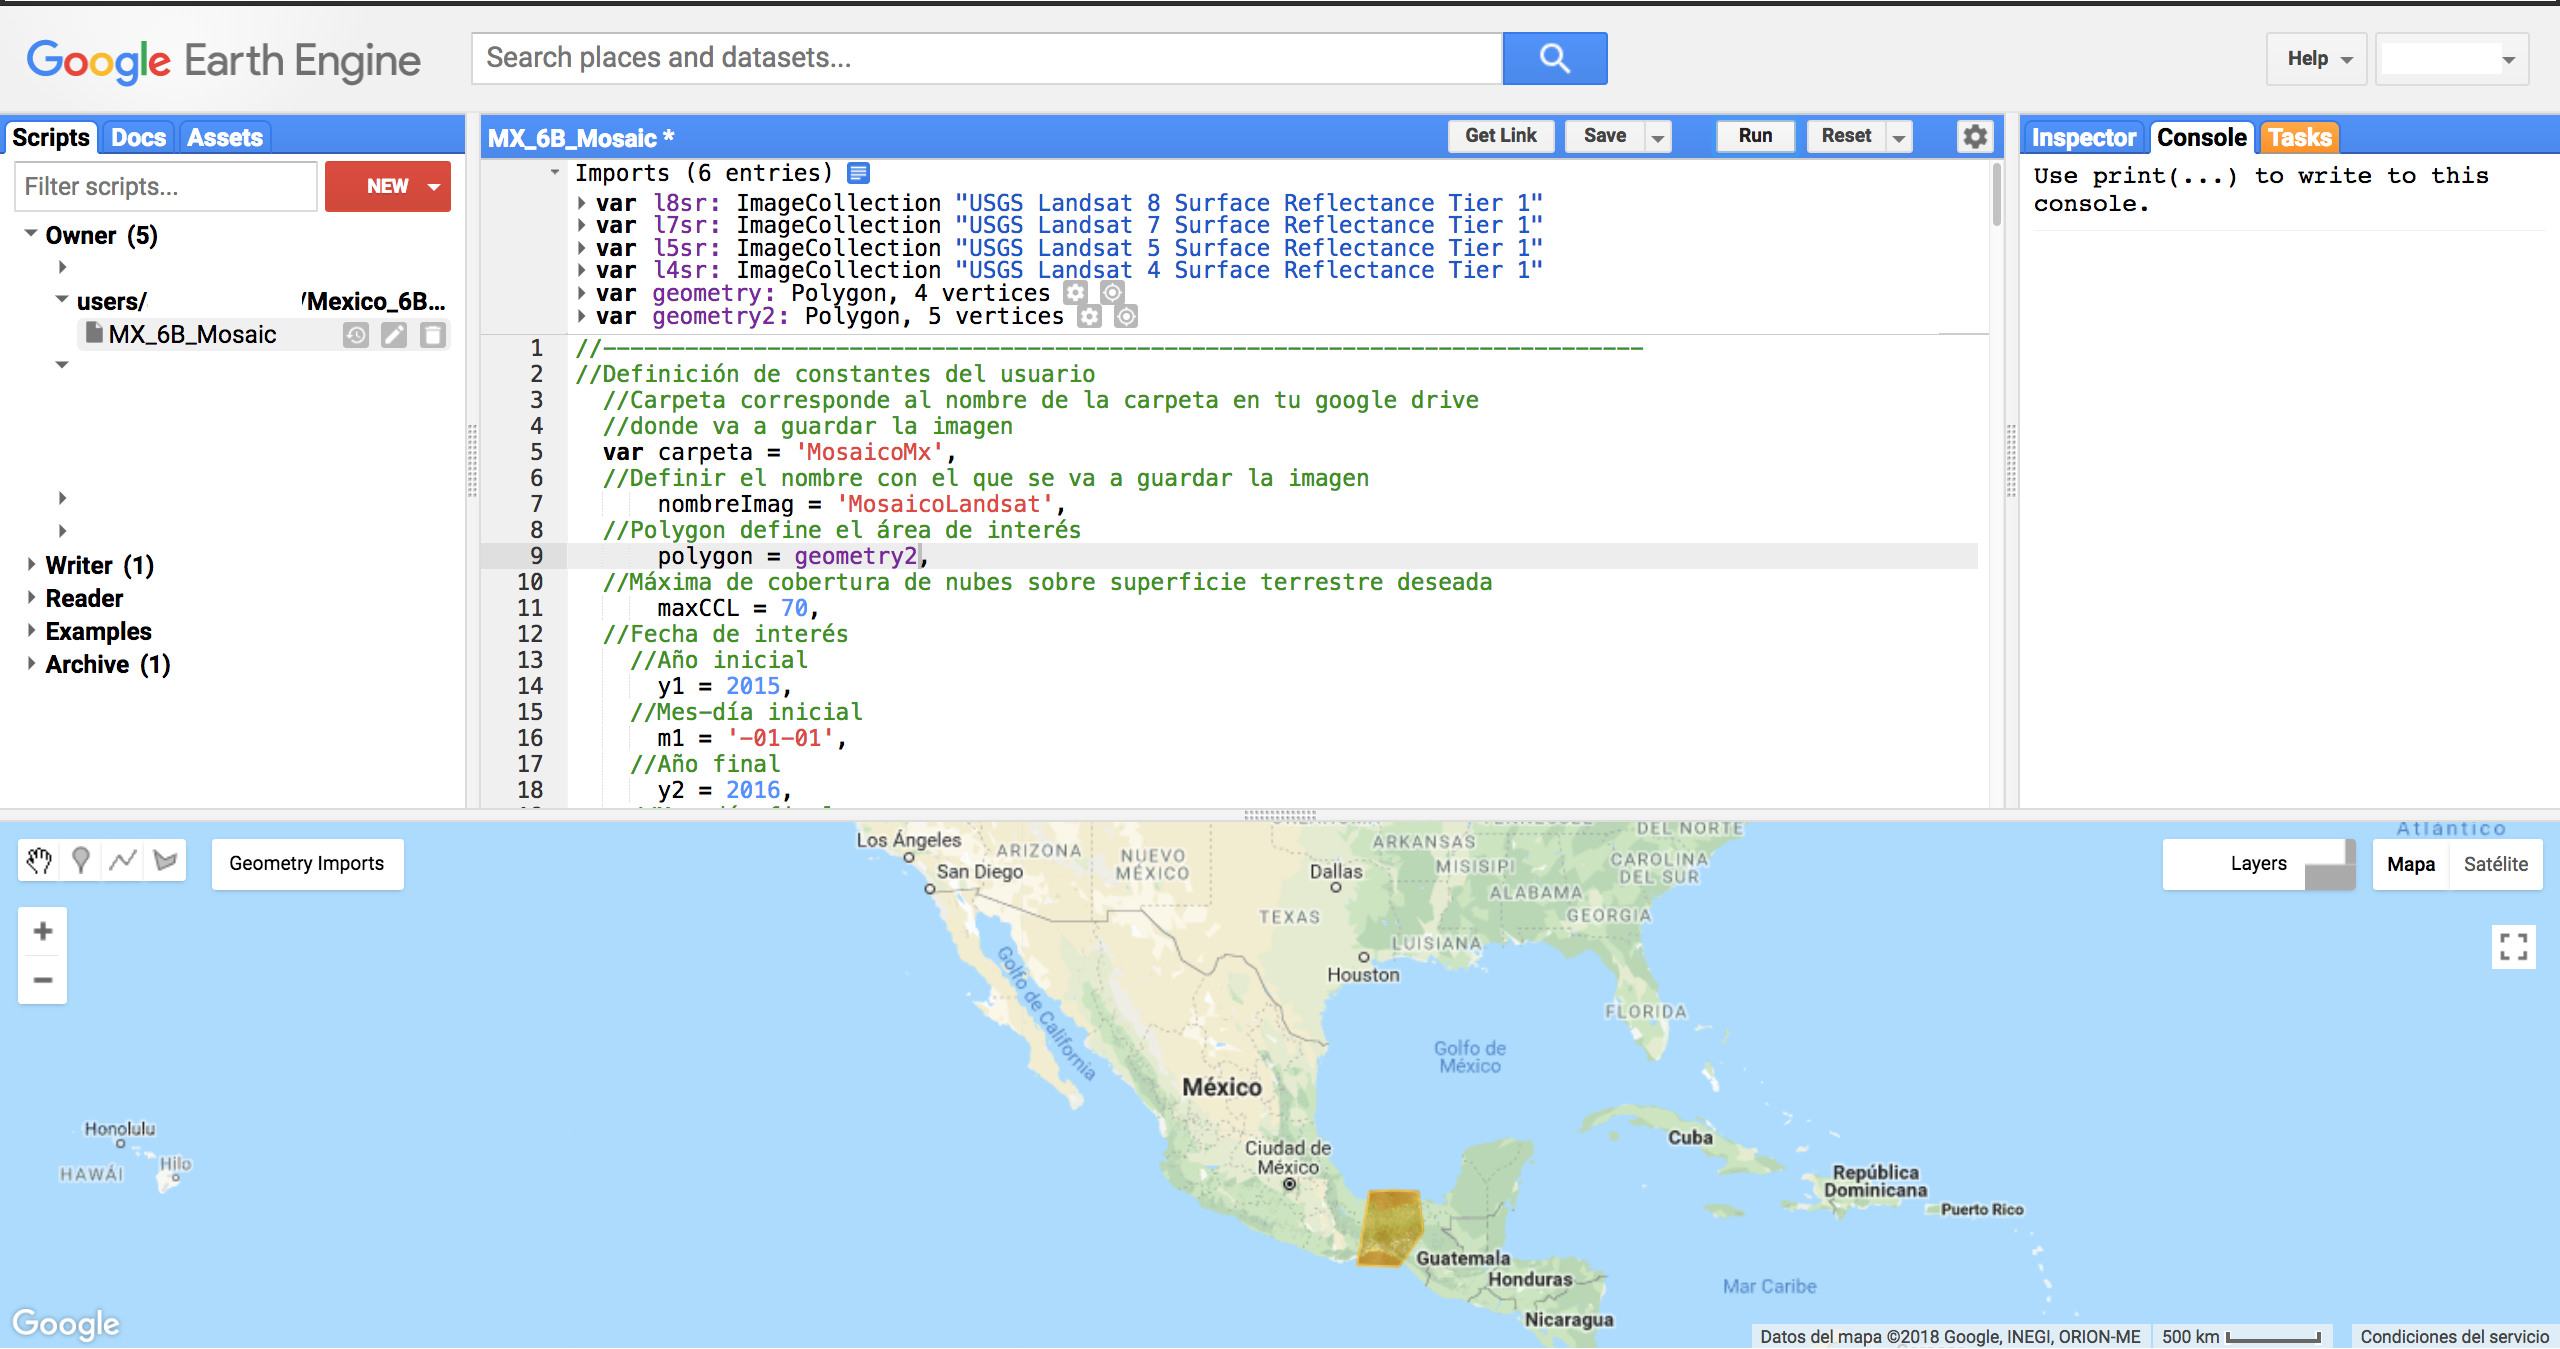 Google Earth Engine
Search places and datasets...
Help
Scripts
Docs
Assets
Filter scripts...
NEW
Owner (5)
users/ /Mexico_6B...
MX_6B_Mosaic
Writer (1)
Reader
Examples
Archive (1)
MX_6B_Mosaic *
Get Link
Save
Run
Reset
Imports (6 entries)
var l8sr: ImageCollection "USGS Landsat 8 Surface Reflectance Tier 1"
var l7sr: ImageCollection "USGS Landsat 7 Surface Reflectance Tier 1"
var l5sr: ImageCollection "USGS Landsat 5 Surface Reflectance Tier 1"
var l4sr: ImageCollection "USGS Landsat 4 Surface Reflectance Tier 1"
var geometry: Polygon, 4 vertices
var geometry2: Polygon, 5 vertices
1 //----------------------------------------------------------------------------
2 //Definición de constantes del usuario
3 //Carpeta corresponde al nombre de la carpeta en tu google drive
4 //donde va a guardar la imagen
5 var carpeta = 'MosaicoMx',
6 //Definir el nombre con el que se va a guardar la imagen
7 nombreImag = 'MosaicoLandsat',
8 //Polygon define el área de interés
9 polygon = geometry2,
10 //Máxima de cobertura de nubes sobre superficie terrestre deseada
11 maxCCL = 70,
12 //Fecha de interés
13 //Año inicial
14 y1 = 2015,
15 //Mes-día inicial
16 m1 = '-01-01',
17 //Año final
18 y2 = 2016,
Inspector
Console
Tasks
Use print(...) to write to this
console.
Geometry Imports
Layers
Mapa
Satélite
Los Ángeles
San Diego
ARIZONA
NUEVO
MÉXICO
Dallas
TEXAS
ARKANSAS
MISISIPI
ALABAMA
GEORGIA
DEL NORTE
CAROLINA
DEL SUR
Atlántico
LUISIANA
Houston
FLORIDA
Golfo de California
Golfo de
México
México
Ciudad de
México
Honolulu
HAWÁI
Hilo
Cuba
República
Dominicana
Puerto Rico
Guatemala
Honduras
Nicaragua
Mar Caribe
Google
Datos del mapa ©2018 Google, INEGI, ORION-ME
500 km
Condiciones del servicio